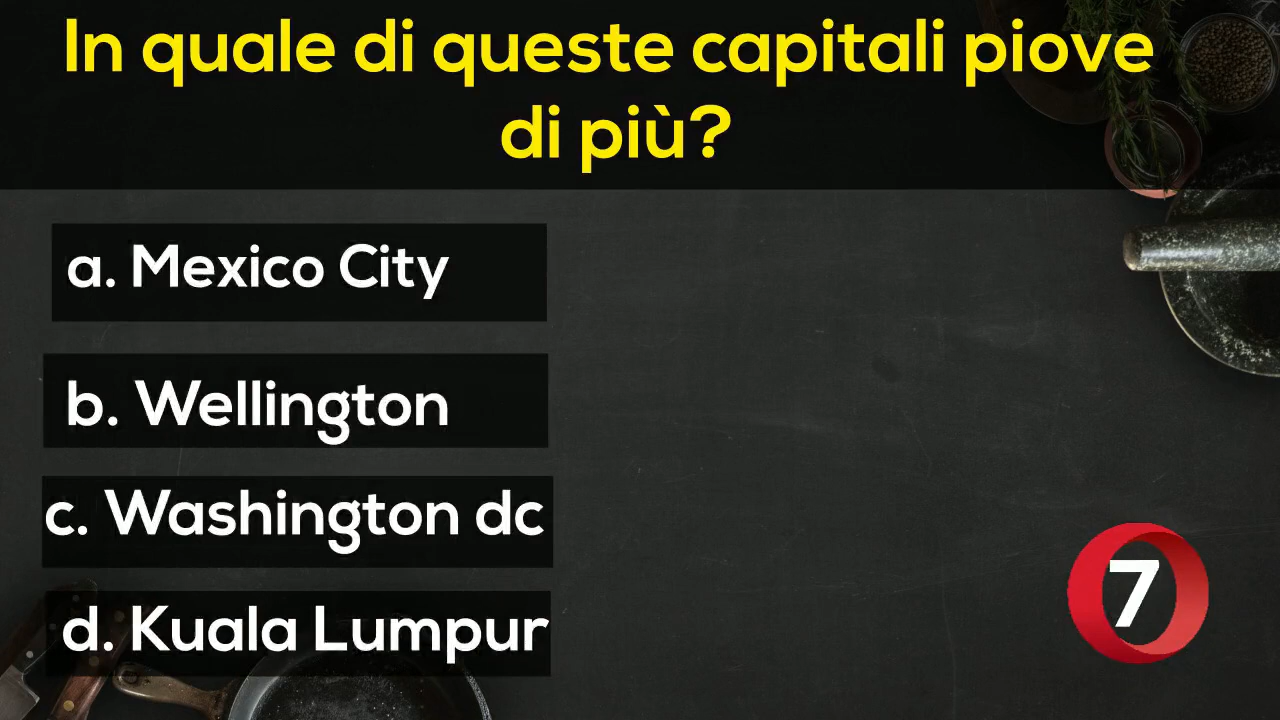 In quale di queste capitali piove
di più?
a. Mexico City
b. Wellington
c. Washington dc
d. Kuala Lumpur
7